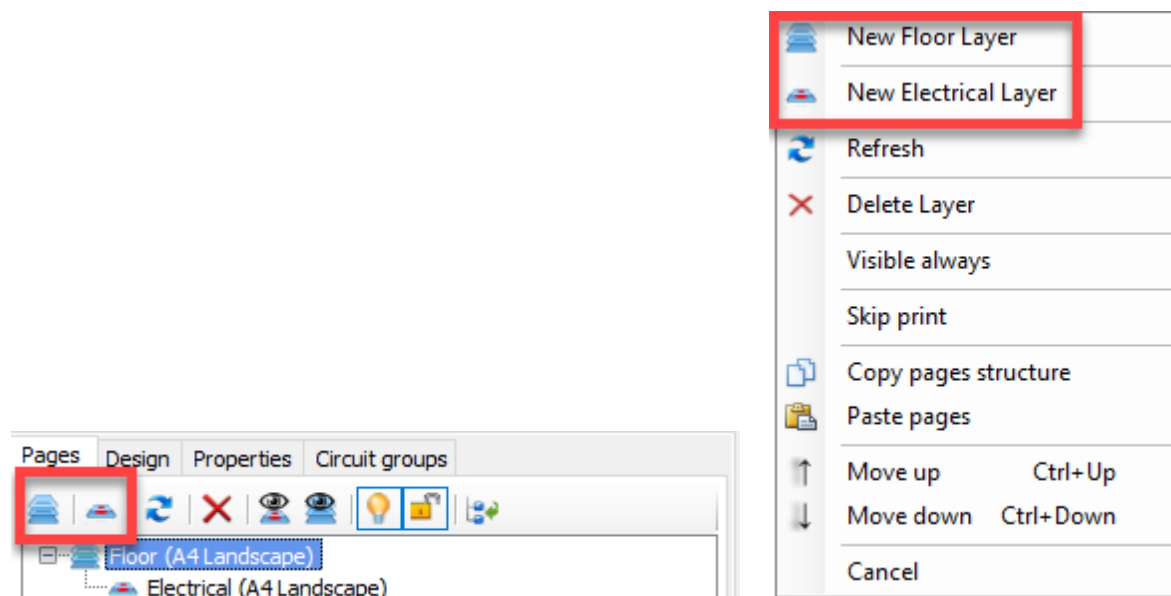 New Floor Layer
New Electrical Layer
Refresh
Delete Layer
Visible always
Skip print
Copy pages structure
Paste pages
Move up Ctrl+Up
Move down Ctrl+Down
Cancel
Pages Design Properties Circuit groups
Floor (A4 Landscape)
Electrical (A4 Landscape)